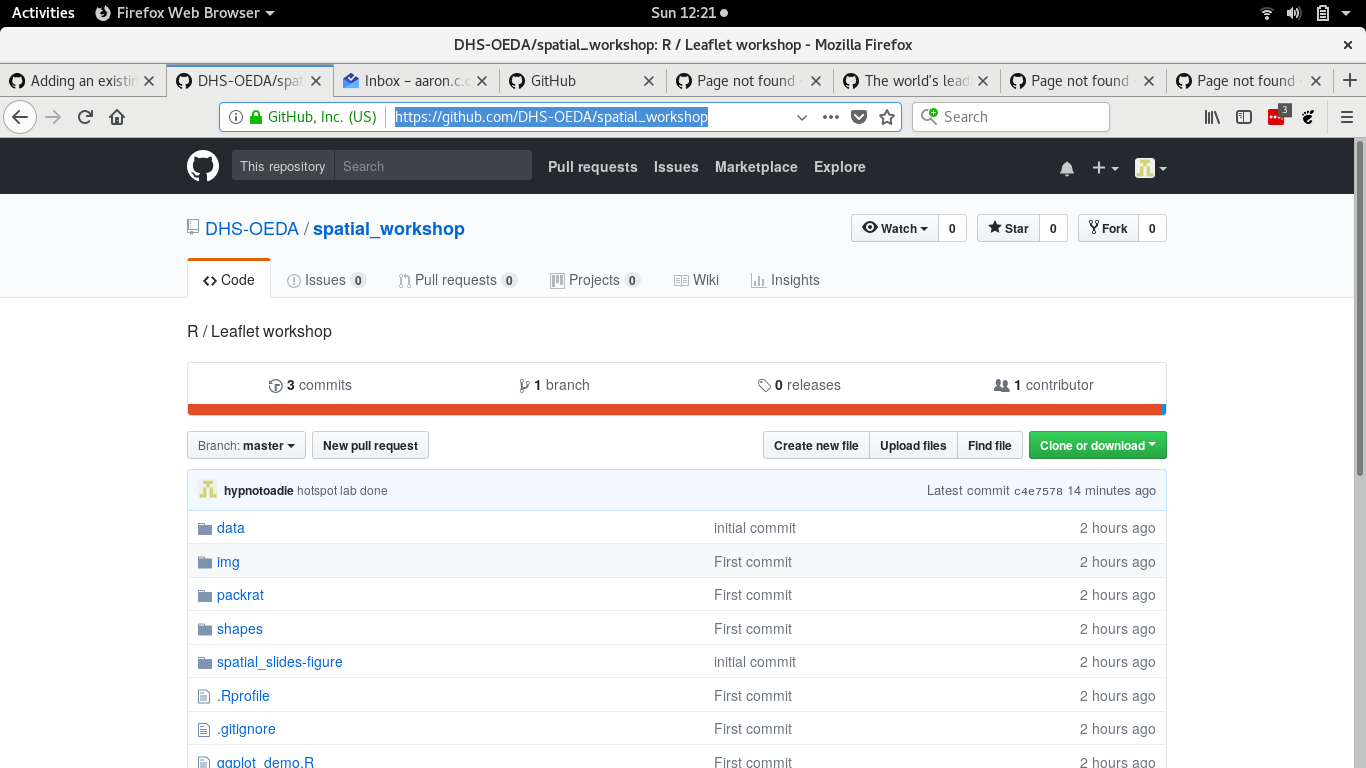 Activities Firefox Web Browser Sun 12:21
DHS-OEDA/spatial_workshop: R / Leaflet workshop - Mozilla Firefox
Adding an existin DHS-OEDA/spat Inbox – aaron.c.c GitHub Page not found · The world's lead Page not found · Page not found ·
GitHub, Inc. (US) https://github.com/DHS-OEDA/spatial_workshop Search 3
This repository Search Pull requests Issues Marketplace Explore
DHS-OEDA / spatial_workshop Watch 0 Star 0 Fork 0
Code Issues 0 Pull requests 0 Projects 0 Wiki Insights
R / Leaflet workshop
3 commits 1 branch 0 releases 1 contributor
Branch: master New pull request Create new file Upload files Find file Clone or download
hypnotoadie hotspot lab done Latest commit c4e7578 14 minutes ago
data initial commit 2 hours ago
img First commit 2 hours ago
packrat First commit 2 hours ago
shapes First commit 2 hours ago
spatial_slides-figure initial commit 2 hours ago
.Rprofile First commit 2 hours ago
.gitignore First commit 2 hours ago
ggplot_demo.R First commit 2 hours ago